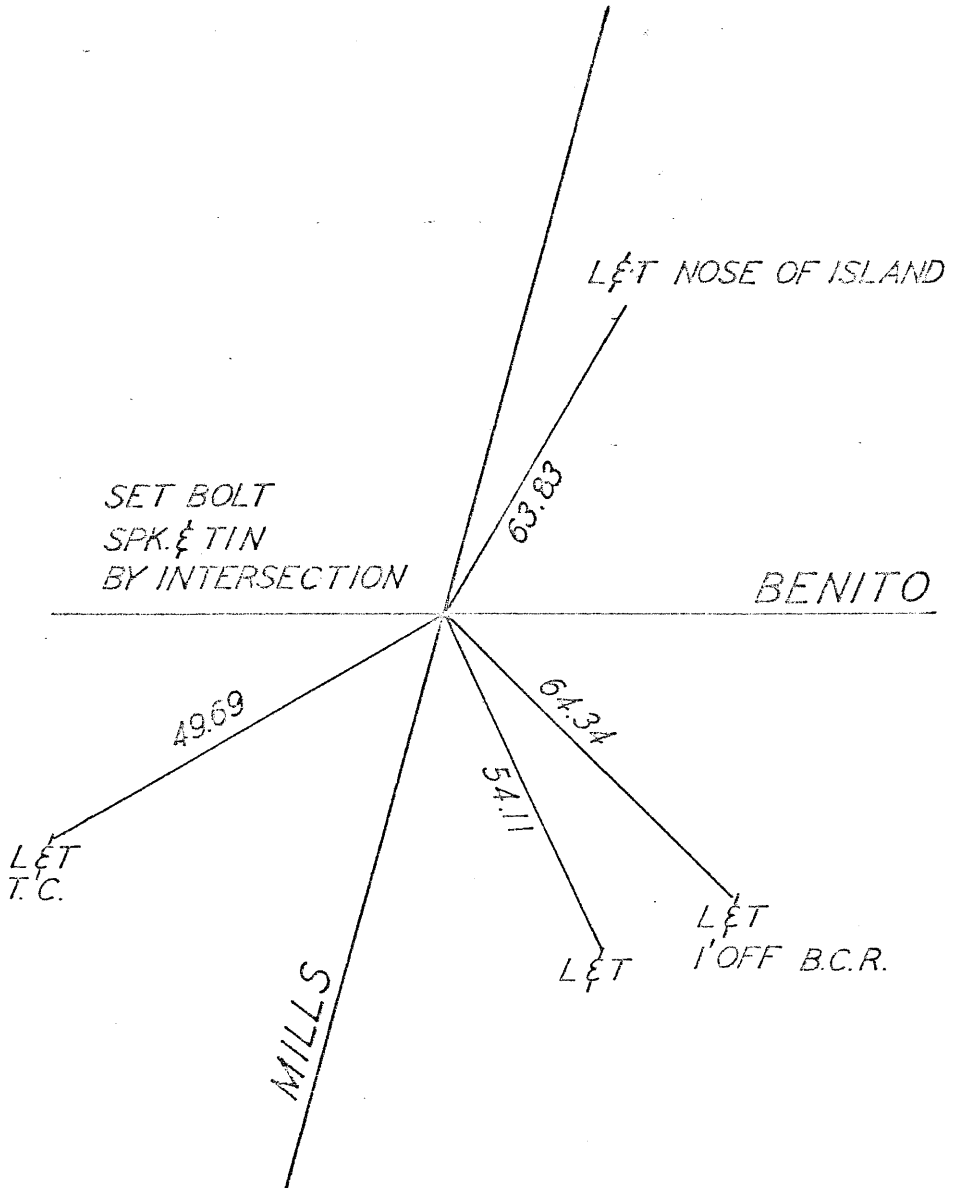 L&T NOSE OF ISLAND
63.83
SET BOLT
SPK. & TIN
BY INTERSECTION
BENITO
49.69
64.34
54.11
L&T
T.C.
L&T
1' OFF B.C.R.
L&T
MILLS